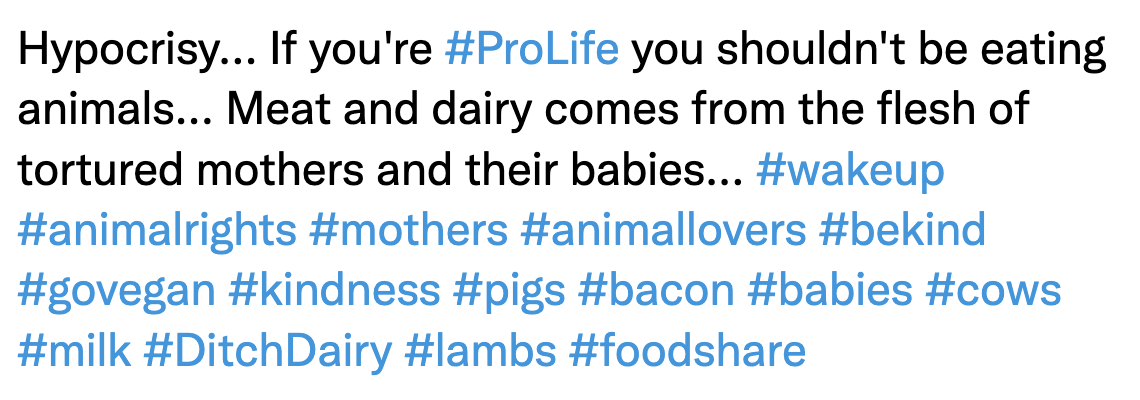 Hypocrisy... If you're #ProLife you shouldn't be eating
animals... Meat and dairy comes from the flesh of
tortured mothers and their babies... #wakeup
#animalrights #mothers #animallovers #bekind
#govegan #kindness #pigs #bacon #babies #cows
#milk #DitchDairy #lambs #foodshare